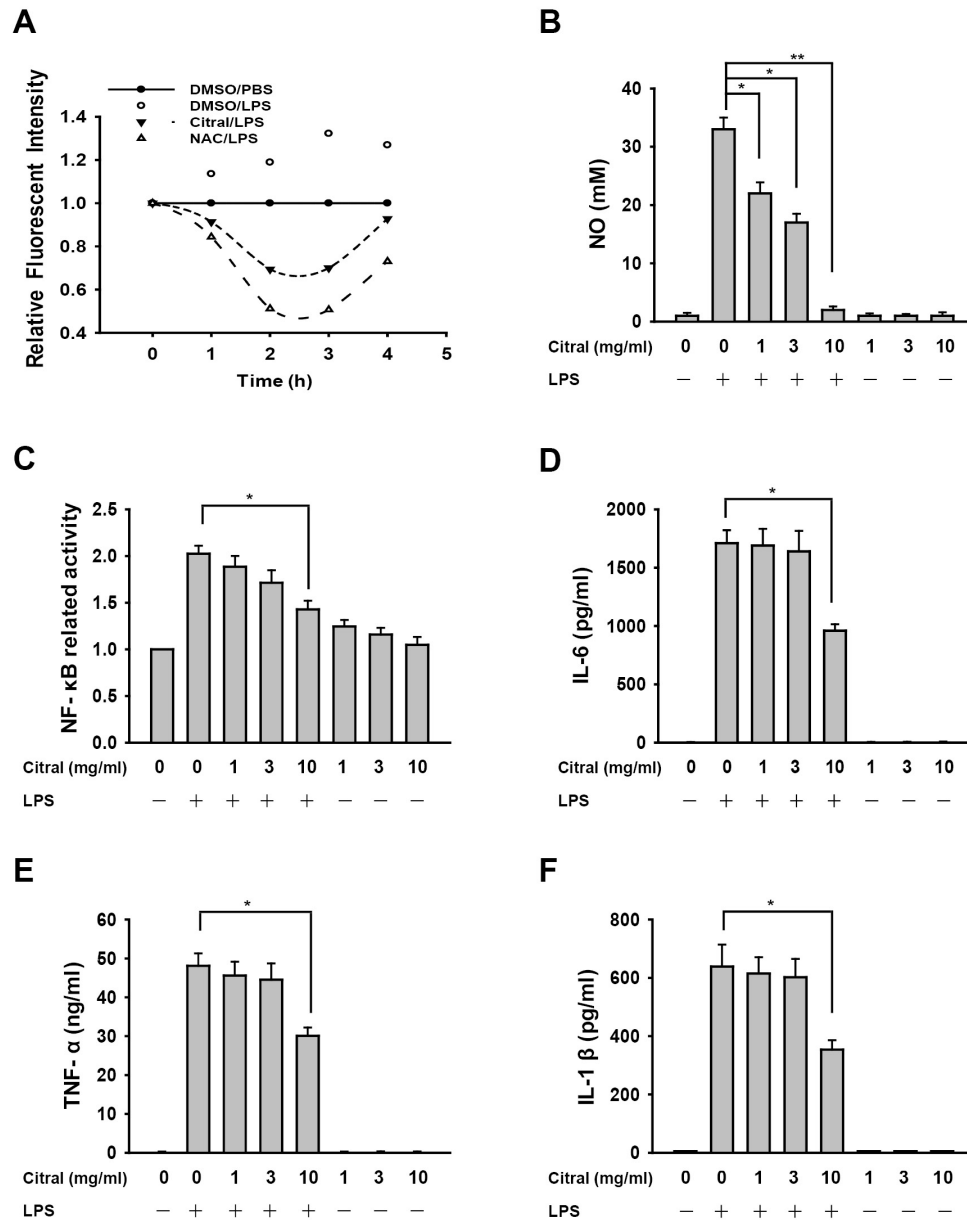 A
DMSO/PBS
DMSO/LPS
Citral/LPS
NAC/LPS
Relative Fluorescent Intensity
1.4
1.2
1.0
0.8
0.6
0.4
0 1 2 3 4 5
Time (h)
B
** 
*
*
NO (mM)
40
30
20
10
0
Citral (mg/ml) 0 0 1 3 10 1 3 10
LPS − + + + + − − −
C
*
NF- κB related activity
2.5
2.0
1.5
1.0
0.5
0.0
Citral (mg/ml) 0 0 1 3 10 1 3 10
LPS − + + + + − − −
D
*
IL-6 (pg/ml)
2000
1500
1000
500
0
Citral (mg/ml) 0 0 1 3 10 1 3 10
LPS − + + + + − − −
E
*
TNF- α (ng/ml)
60
50
40
30
20
10
0
Citral (mg/ml) 0 0 1 3 10 1 3 10
LPS − + + + + − − −
F
*
IL-1 β (pg/ml)
800
600
400
200
0
Citral (mg/ml) 0 0 1 3 10 1 3 10
LPS − + + + + − − −